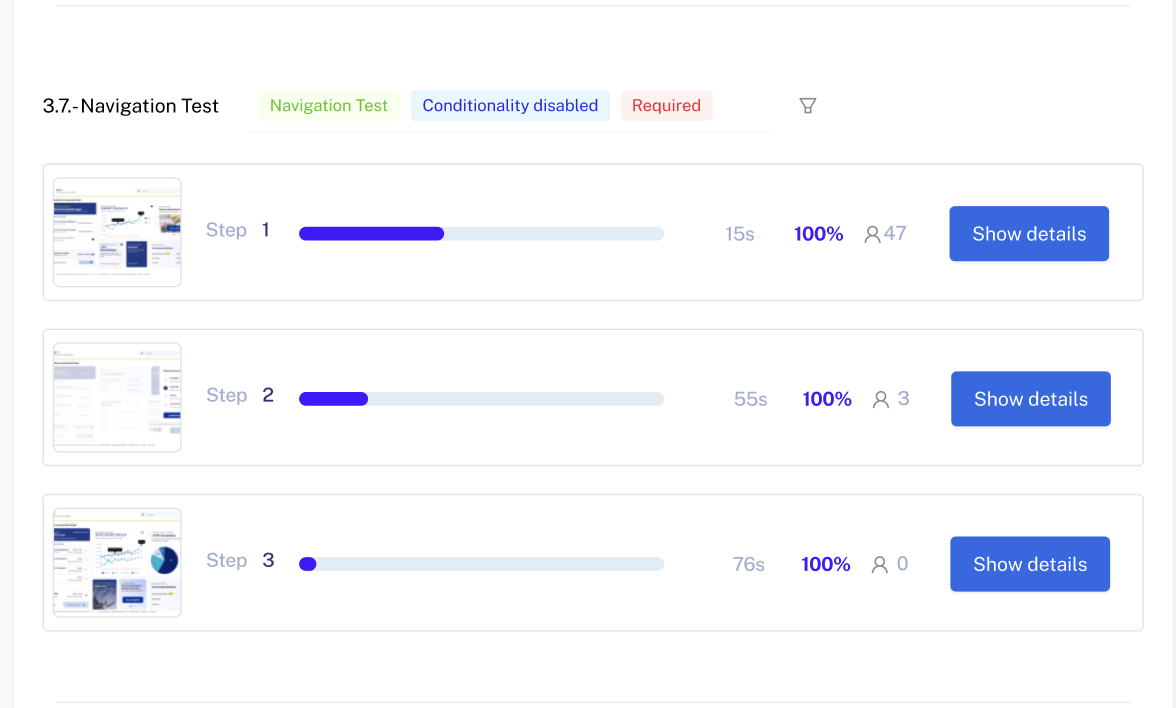 3.7.-Navigation Test Navigation Test Conditionality disabled Required
Step 1 15s 100% 47 Show details
Step 2 55s 100% 3 Show details
Step 3 76s 100% 0 Show details